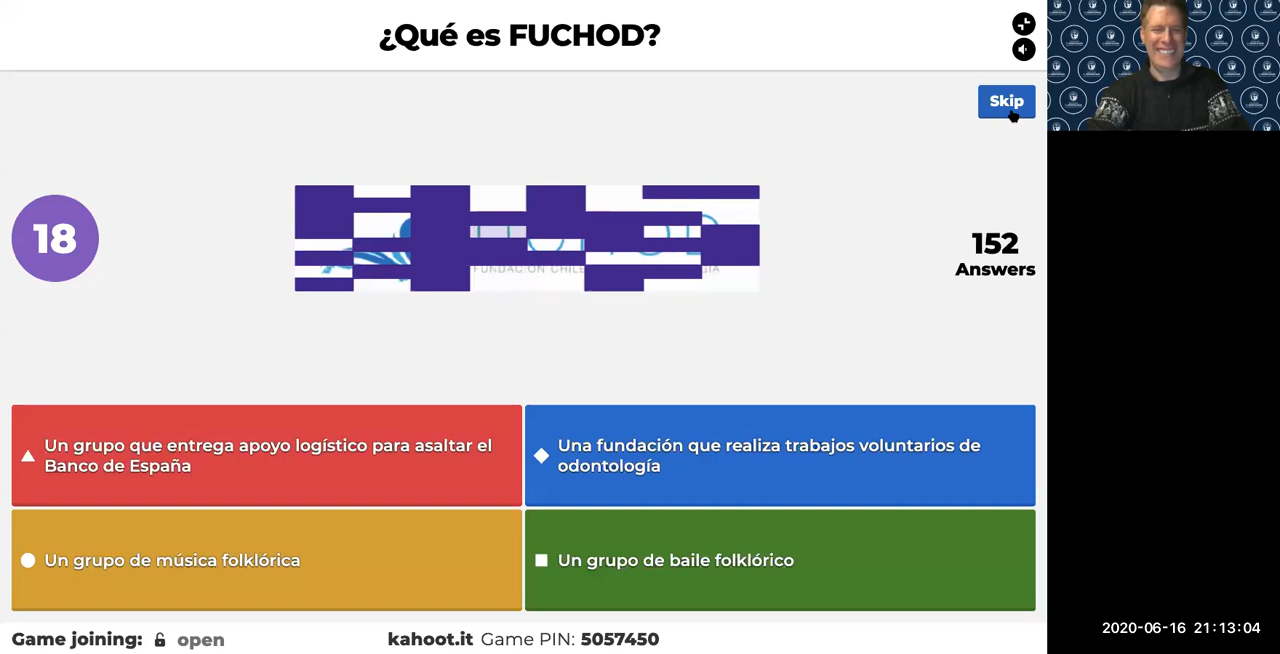 ¿Qué es FUCHOD?
Skip
18
FUNDACIÓN CHILE
152
Answers
Un grupo que entrega apoyo logístico para asaltar el
Banco de España
Una fundación que realiza trabajos voluntarios de
odontología
Un grupo de música folklórica
Un grupo de baile folklórico
Game joining: open
kahoot.it Game PIN: 5057450
2020-06-16 21:13:04